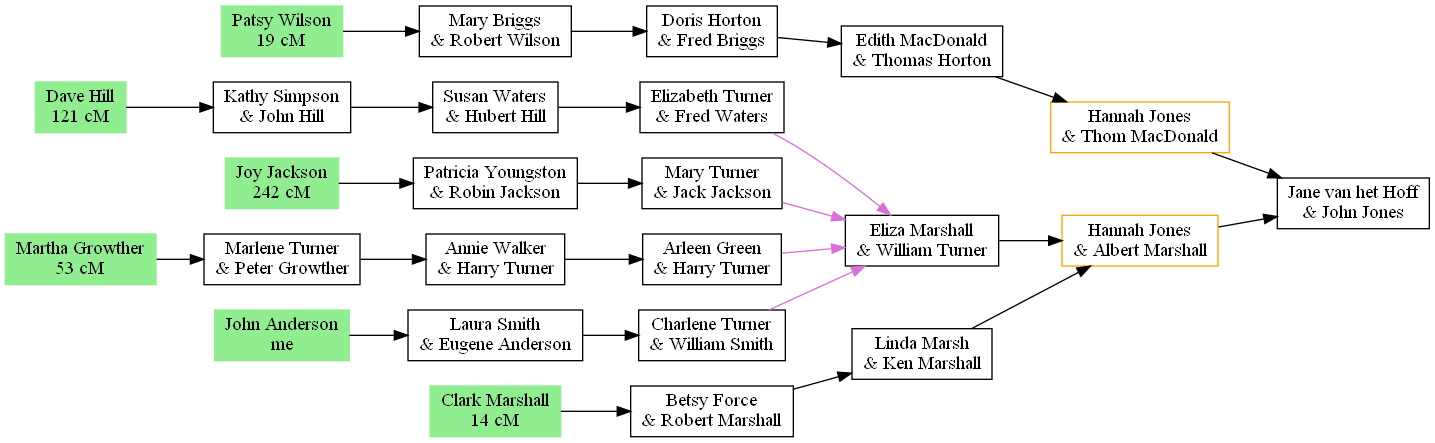 Patsy Wilson
19 cM
Mary Briggs
& Robert Wilson
Doris Horton
& Fred Briggs
Edith MacDonald
& Thomas Horton
Dave Hill
121 cM
Kathy Simpson
& John Hill
Susan Waters
& Hubert Hill
Elizabeth Turner
& Fred Waters
Hannah Jones
& Thom MacDonald
Joy Jackson
242 cM
Patricia Youngston
& Robin Jackson
Mary Turner
& Jack Jackson
Jane van het Hoff
& John Jones
Eliza Marshall
& William Turner
Hannah Jones
& Albert Marshall
Martha Growther
53 cM
Marlene Turner
& Peter Growther
Annie Walker
& Harry Turner
Arleen Green
& Harry Turner
John Anderson
me
Laura Smith
& Eugene Anderson
Charlene Turner
& William Smith
Linda Marsh
& Ken Marshall
Clark Marshall
14 cM
Betsy Force
& Robert Marshall